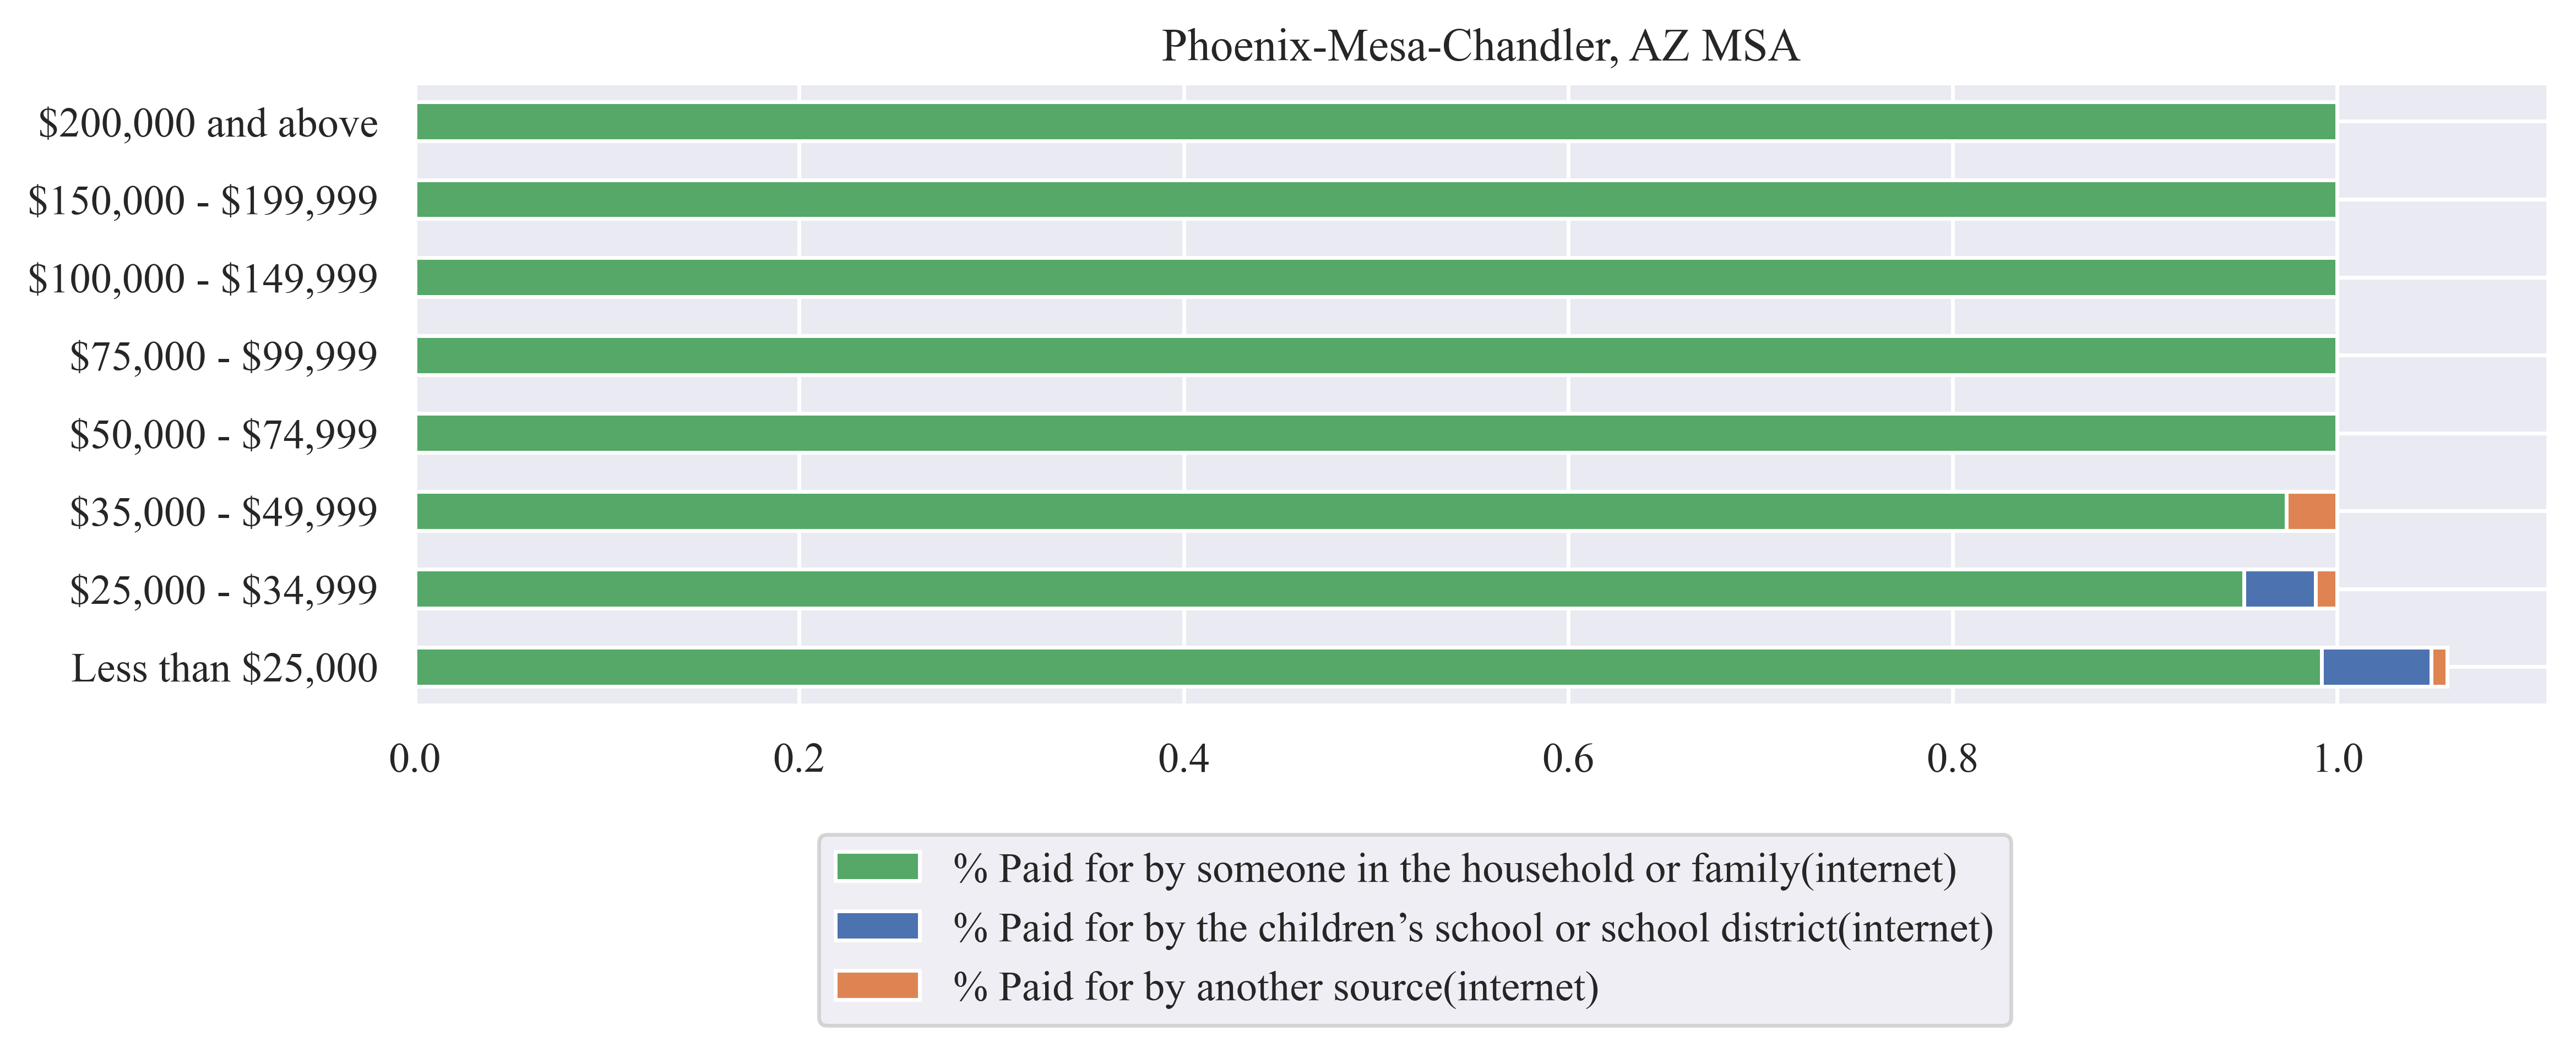 Phoenix-Mesa-Chandler, AZ MSA
$200,000 and above
$150,000 - $199,999
$100,000 - $149,999
$75,000 - $99,999
$50,000 - $74,999
$35,000 - $49,999
$25,000 - $34,999
Less than $25,000
0.0 0.2 0.4 0.6 0.8 1.0
% Paid for by someone in the household or family(internet)
% Paid for by the children’s school or school district(internet)
% Paid for by another source(internet)